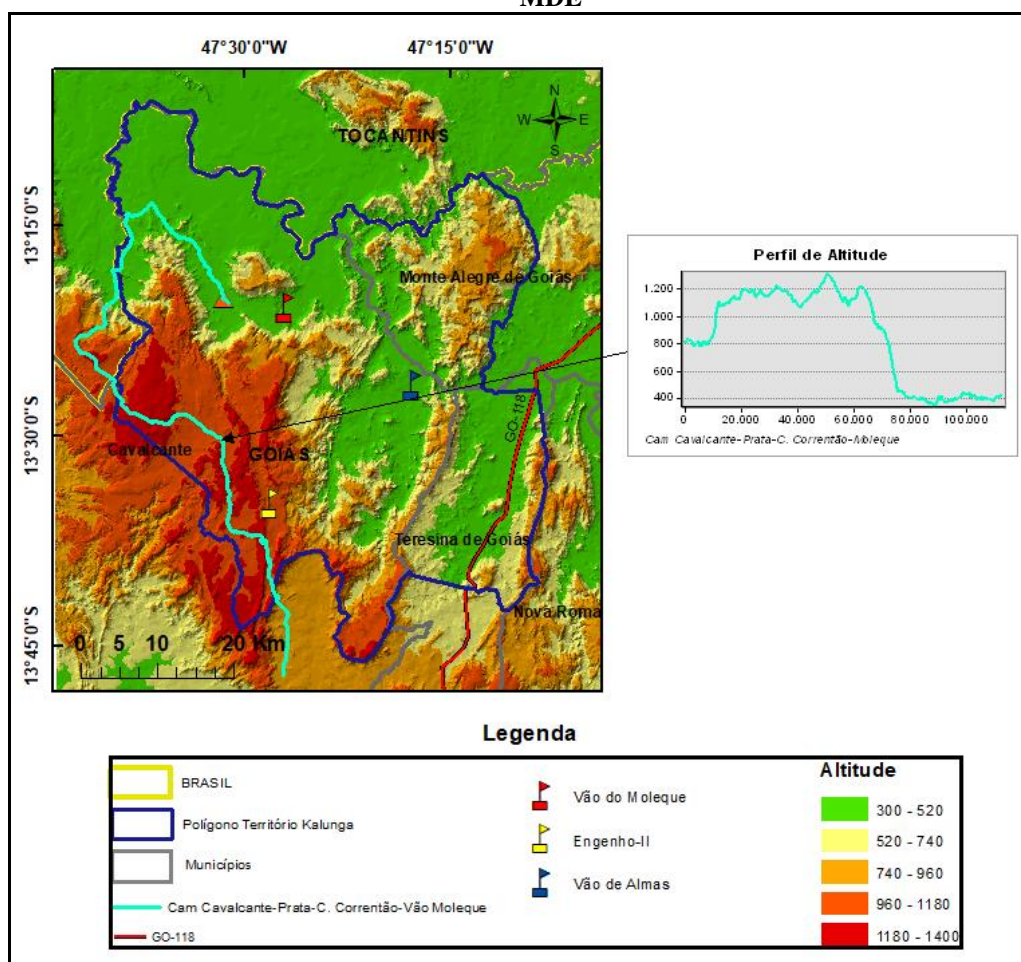 MDE
47°30'0"W
47°15'0"W
N
W
E
S
TOCANTINS
13°15'0"S
Monte Alegre de Goiás
Perfil de Altitude
1.200
1.000
800
600
400
0
20.000
40.000
60.000
80.000
100.000
Cam Cavalcante-Prata-C. Correntão-Moleque
GO-118
13°30'0"S
Cavalcante
GOIÁS
Teresina de Goiás
Nova Roma
13°45'0"S
0 5 10 20 Km
Legenda
BRASIL
Polígono Território Kalunga
Municípios
Cam Cavalcante-Prata-C. Correntão-Vão Moleque
GO-118
Vão do Moleque
Engenho-II
Vão de Almas
Altitude
300 - 520
520 - 740
740 - 960
960 - 1180
1180 - 1400